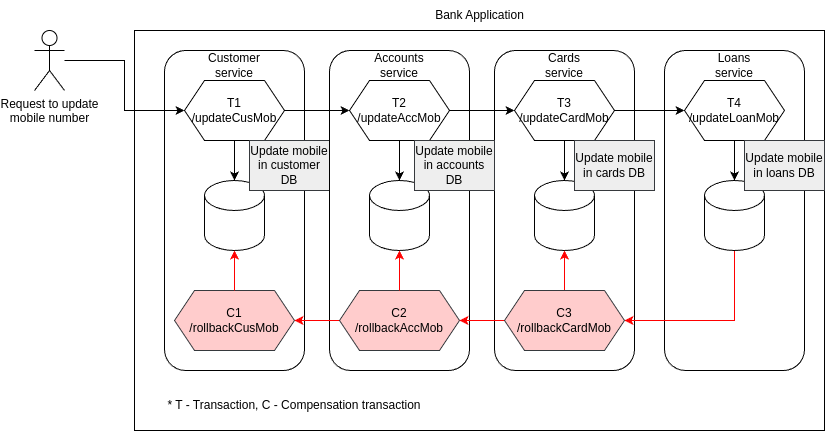 Bank Application
Request to update
mobile number
Customer
service
T1
/updateCusMob
Update mobile
in customer
DB
C1
/rollbackCusMob
Accounts
service
T2
/updateAccMob
Update mobile
in accounts
DB
C2
/rollbackAccMob
Cards
service
T3
/updateCardMob
Update mobile
in cards DB
C3
/rollbackCardMob
Loans
service
T4
/updateLoanMob
Update mobile
in loans DB
* T - Transaction, C - Compensation transaction